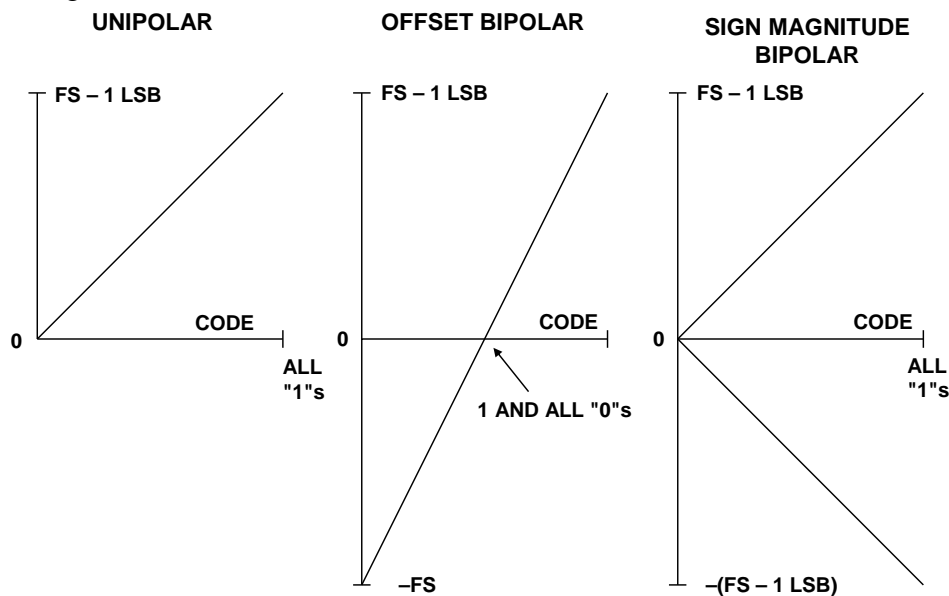 UNIPOLAR
FS – 1 LSB
0
CODE
ALL
"1"s
OFFSET BIPOLAR
FS – 1 LSB
0
CODE
1 AND ALL "0"s
–FS
SIGN MAGNITUDE
BIPOLAR
FS – 1 LSB
0
CODE
ALL
"1"s
–(FS – 1 LSB)